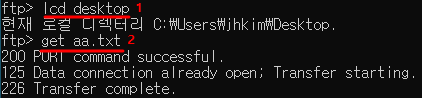 ftp> lcd desktop 1
현재 로컬 디렉터리 C:\Users\jhkim\Desktop.
ftp> get aa.txt 2
200 PORT command successful.
125 Data connection already open; Transfer starting.
226 Transfer complete.